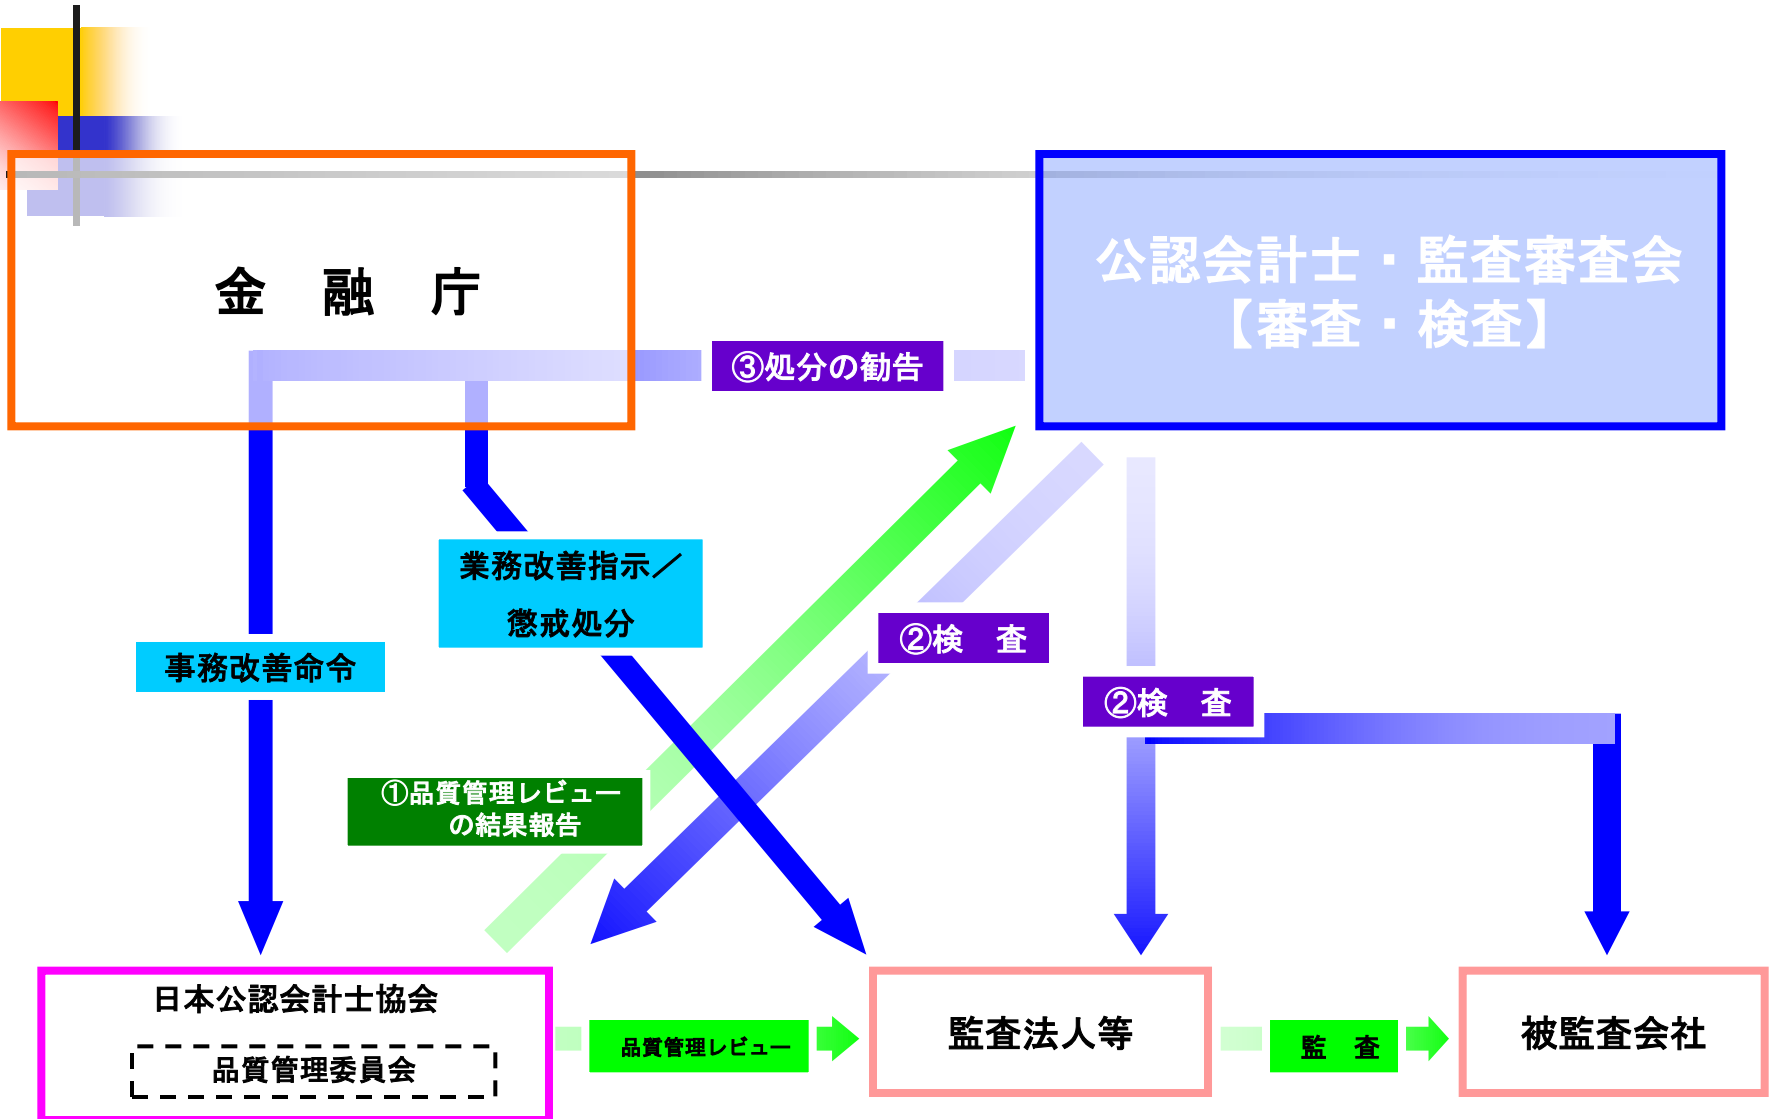 公認会計士・監査審査会
【審査・検査】
金　融　庁
③処分の勧告
業務改善指示／
懲戒処分
②検　査
事務改善命令
②検　査
①品質管理レビュー
の結果報告
日本公認会計士協会
品質管理委員会
品質管理レビュー
監査法人等
監　査
被監査会社